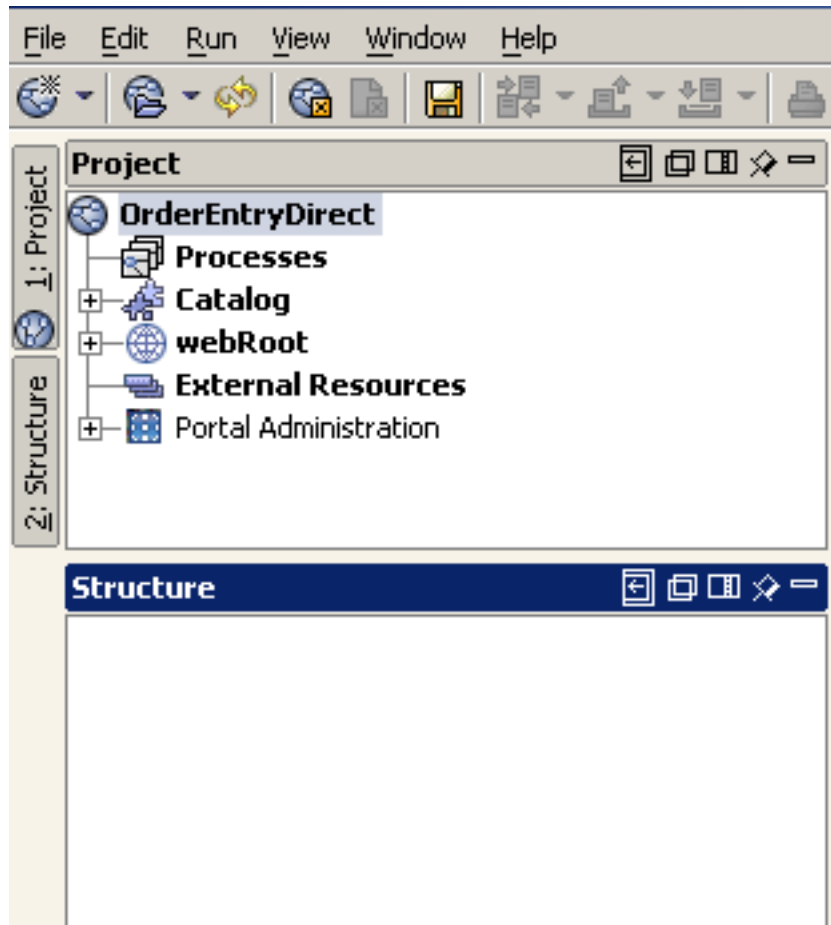 File Edit Run View Window Help
1: Project
Project
OrderEntryDirect
Processes
Catalog
webRoot
External Resources
Portal Administration
2: Structure
Structure